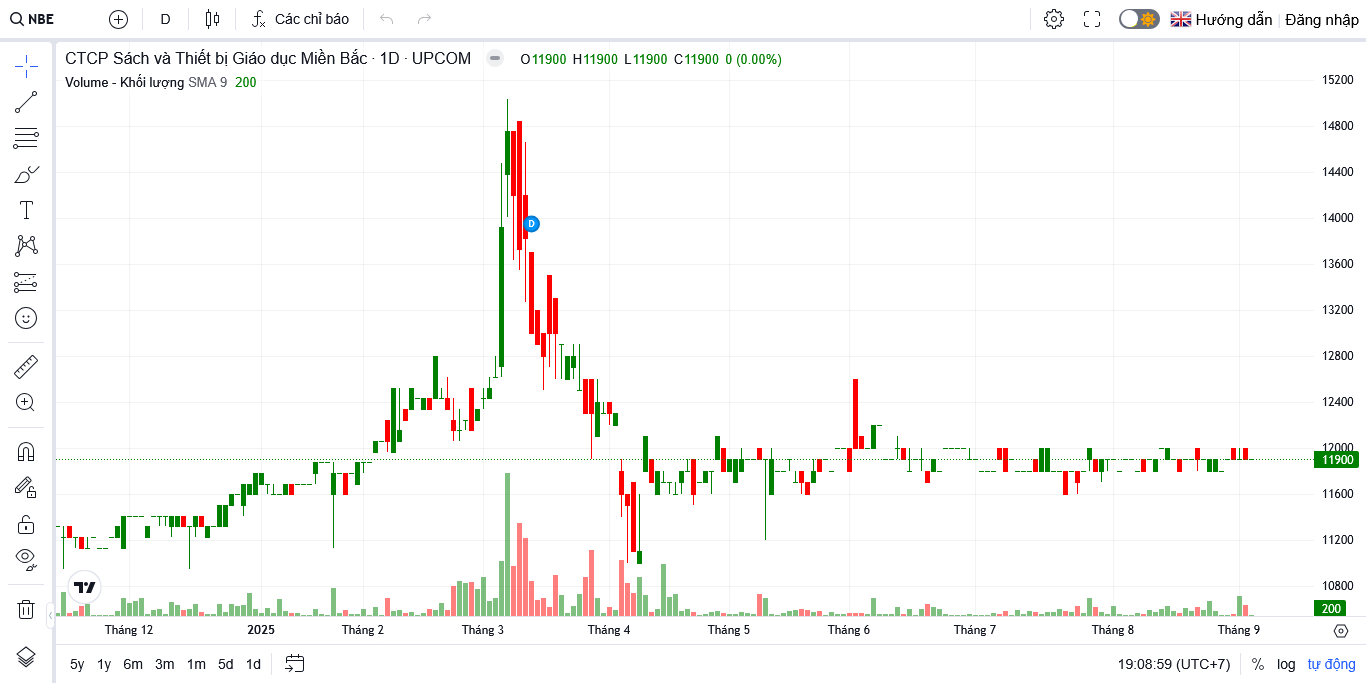 NBE D Các chỉ báo Hướng dẫn Đăng nhập
CTCP Sách và Thiết bị Giáo dục Miền Bắc · 1D · UPCOM O11900 H11900 L11900 C11900 0 (0.00%)
Volume - Khối lượng SMA 9 200
15200
14800
14400
14000
D
13600
13200
12800
12400
12000
11900
11600
11200
10800
200
Tháng 12 2025 Tháng 2 Tháng 3 Tháng 4 Tháng 5 Tháng 6 Tháng 7 Tháng 8 Tháng 9
5y 1y 6m 3m 1m 5d 1d 19:08:59 (UTC+7) % log tự động